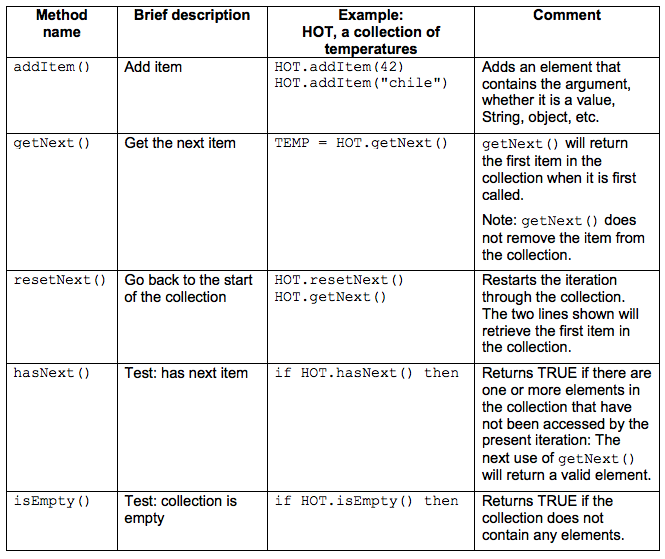 Method name
Brief description
Example:
HOT, a collection of
temperatures
Comment
addItem()
Add item
HOT.addItem(42)
HOT.addItem("chile")
Adds an element that
contains the argument,
whether it is a value,
String, object, etc.
getNext()
Get the next item
TEMP = HOT.getNext()
getNext() will return
the first item in the
collection when it is first
called.
Note: getNext() does
not remove the item from
the collection.
resetNext()
Go back to the start
of the collection
HOT.resetNext()
HOT.getNext()
Restarts the iteration
through the collection.
The two lines shown will
retrieve the first item in
the collection.
hasNext()
Test: has next item
if HOT.hasNext() then
Returns TRUE if there are
one or more elements in
the collection that have
not been accessed by the
present iteration: The
next use of getNext()
will return a valid element.
isEmpty()
Test: collection is
empty
if HOT.isEmpty() then
Returns TRUE if the
collection does not
contain any elements.